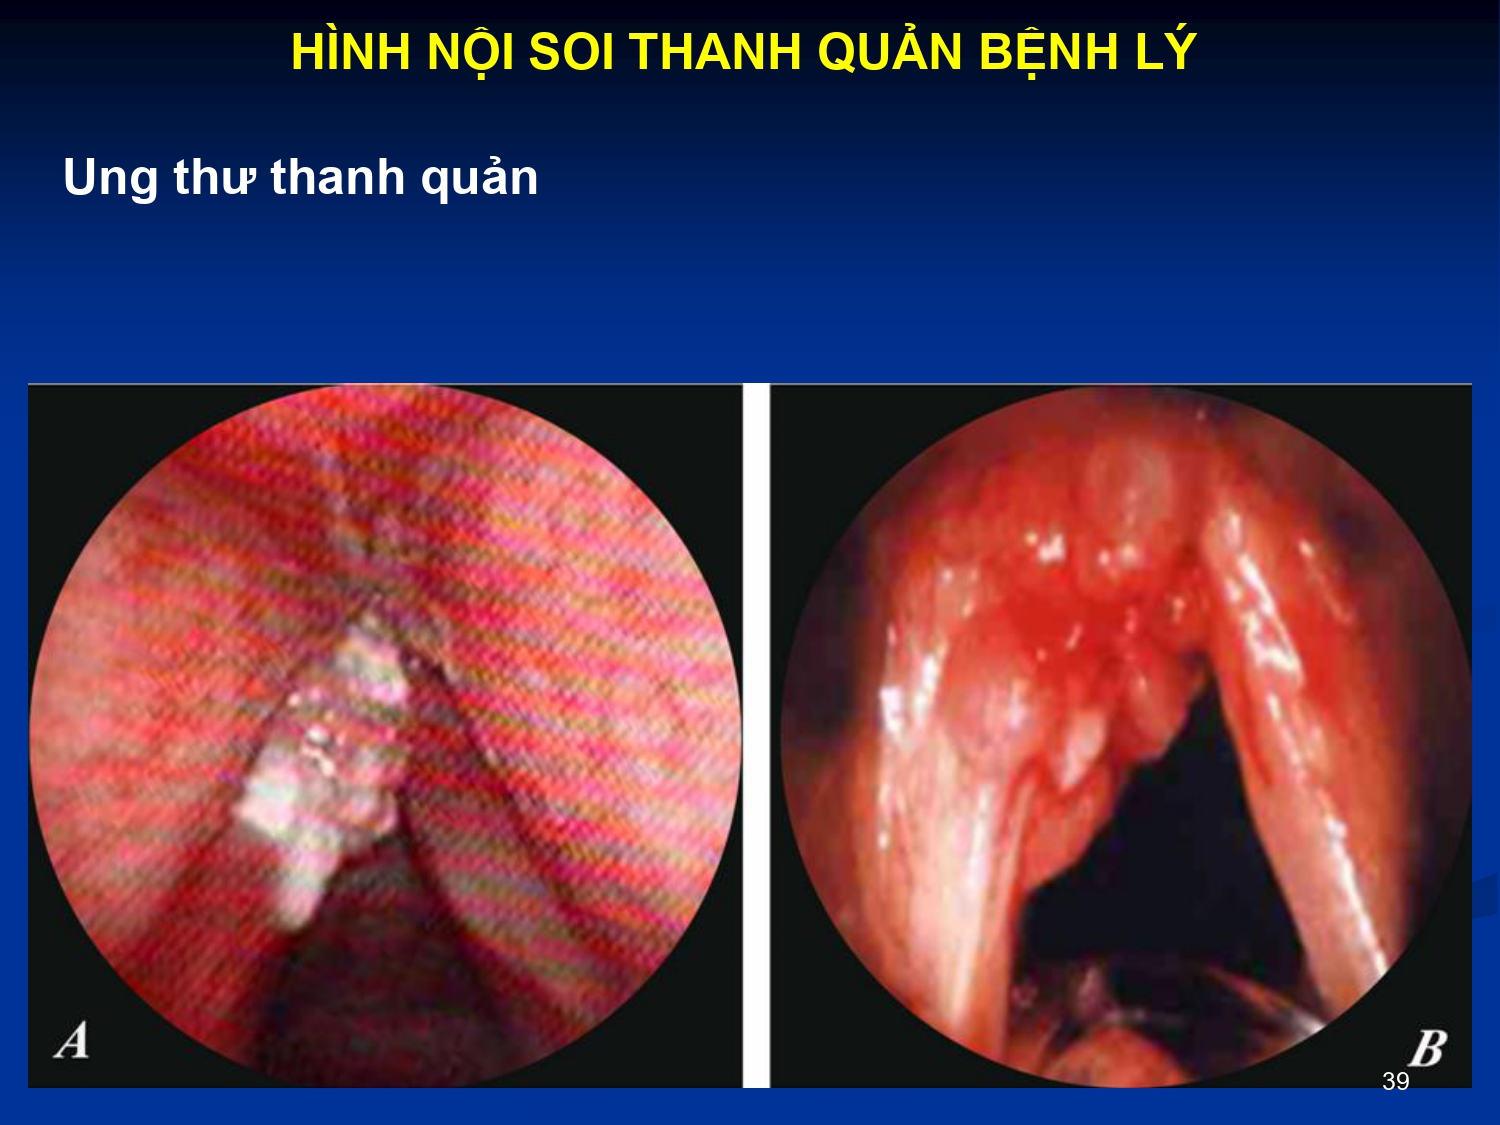 HÌNH NỘI SOI THANH QUẢN BỆNH LÝ
Ung thư thanh quản
A
B
39